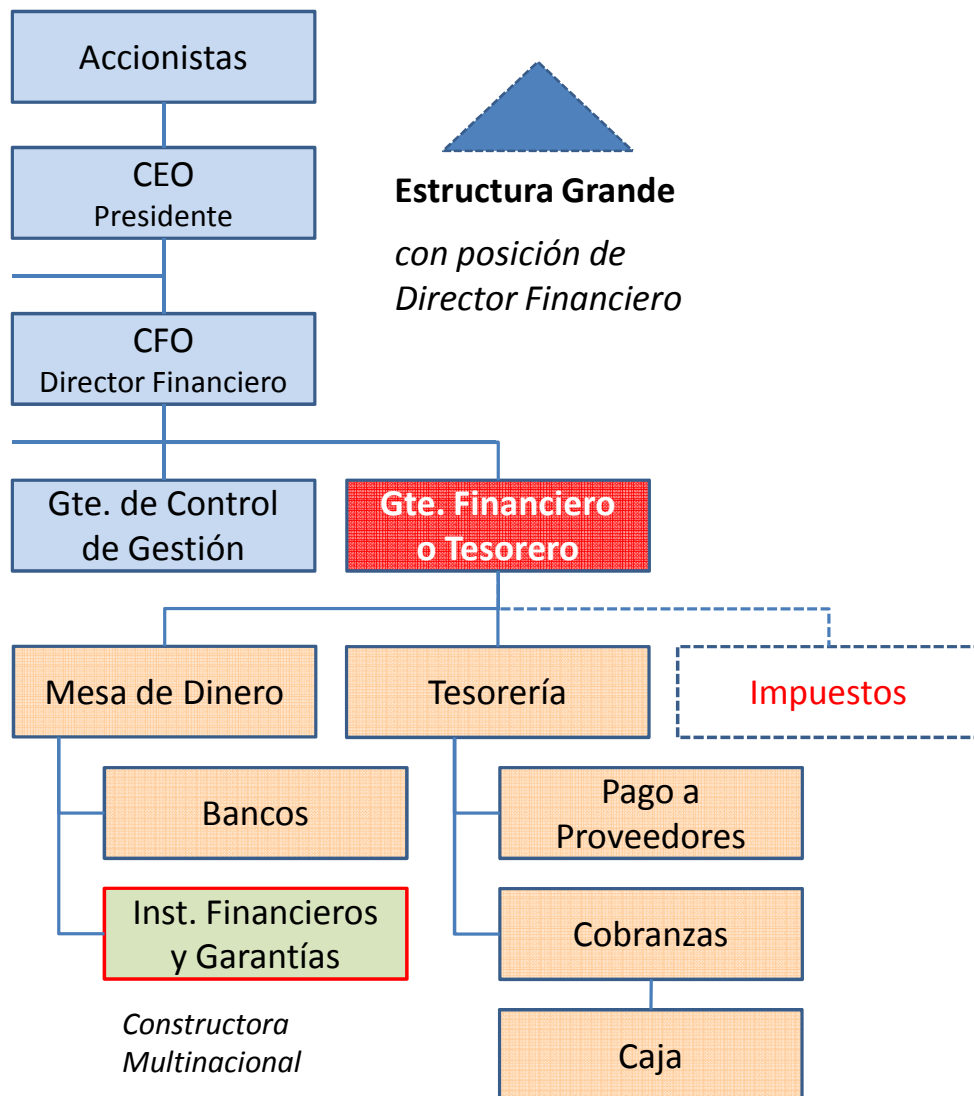 Accionistas
CEO
Presidente
Estructura Grande
con posición de
Director Financiero
CFO
Director Financiero
Gte. de Control
de Gestión
Gte. Financiero
o Tesorero
Mesa de Dinero
Tesorería
Impuestos
Bancos
Pago a
Proveedores
Inst. Financieros
y Garantías
Cobranzas
Constructora
Multinacional
Caja